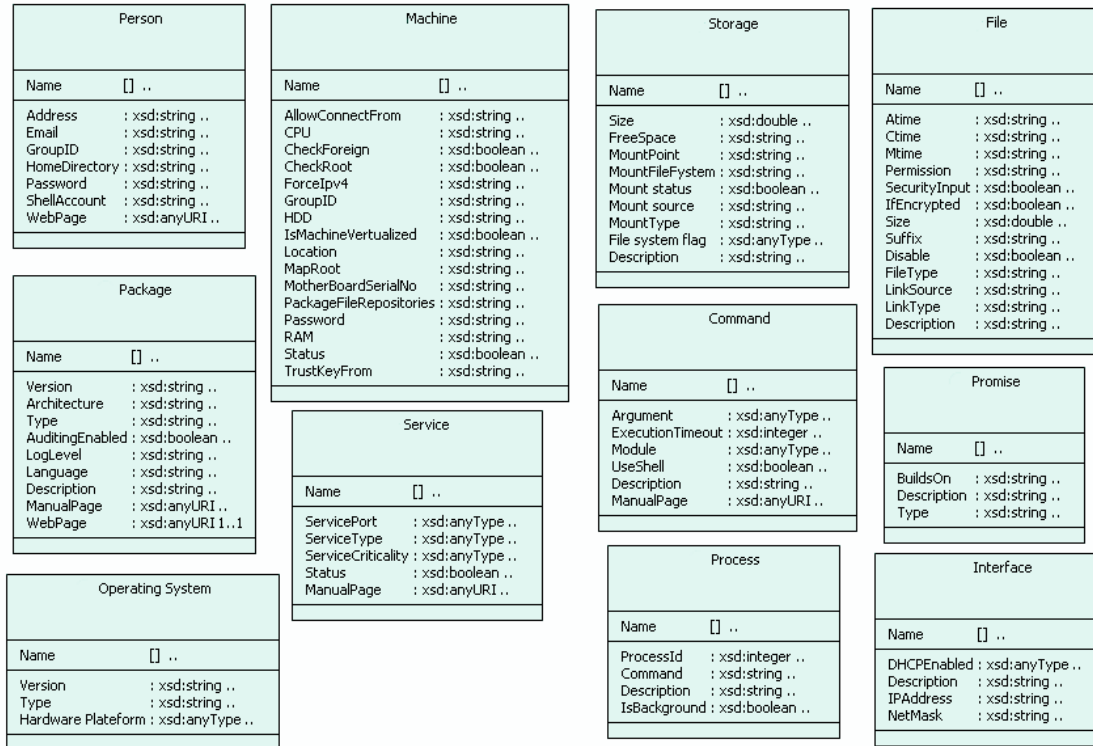 Person
Name [] ..
Address : xsd:string ..
Email : xsd:string ..
GroupID : xsd:string ..
HomeDirectory : xsd:string ..
Password : xsd:string ..
ShellAccount : xsd:string ..
WebPage : xsd:anyURI ..
Machine
Name [] ..
AllowConnectFrom : xsd:string ..
CPU : xsd:string ..
CheckForeign : xsd:boolean ..
CheckRoot : xsd:boolean ..
ForceIpv4 : xsd:string ..
GroupID : xsd:string ..
HDD : xsd:string ..
IsMachineVertualized : xsd:boolean ..
Location : xsd:string ..
MapRoot : xsd:string ..
MotherBoardSerialNo : xsd:string ..
PackageFileRepositories : xsd:string ..
Password : xsd:string ..
RAM : xsd:string ..
Status : xsd:boolean ..
TrustKeyFrom : xsd:string ..
Storage
Name [] ..
Size : xsd:double ..
FreeSpace : xsd:string ..
MountPoint : xsd:string ..
MountFileFystem : xsd:string ..
Mount status : xsd:boolean ..
Mount source : xsd:string ..
MountType : xsd:string ..
File system flag : xsd:anyType ..
Description : xsd:string ..
File
Name [] ..
Atime : xsd:string ..
Ctime : xsd:string ..
Mtime : xsd:string ..
Permission : xsd:string ..
SecurityInput : xsd:boolean ..
IfEncrypted : xsd:boolean ..
Size : xsd:double ..
Suffix : xsd:string ..
Disable : xsd:boolean ..
FileType : xsd:string ..
LinkSource : xsd:string ..
LinkType : xsd:string ..
Description : xsd:string ..
Package
Name [] ..
Version : xsd:string ..
Architecture : xsd:string ..
Type : xsd:string ..
AuditingEnabled : xsd:boolean ..
LogLevel : xsd:string ..
Language : xsd:string ..
Description : xsd:string ..
ManualPage : xsd:anyURI ..
WebPage : xsd:anyURI 1..1
Service
Name [] ..
ServicePort : xsd:anyType ..
ServiceType : xsd:anyType ..
ServiceCriticality : xsd:anyType ..
Status : xsd:boolean ..
ManualPage : xsd:anyURI ..
Command
Name [] ..
Argument : xsd:anyType ..
ExecutionTimeout : xsd:integer ..
Module : xsd:anyType ..
UseShell : xsd:boolean ..
Description : xsd:string ..
ManualPage : xsd:anyURI ..
Promise
Name [] ..
BuildsOn : xsd:string ..
Description : xsd:string ..
Type : xsd:string ..
Operating System
Name [] ..
Version : xsd:string ..
Type : xsd:string ..
Hardware Plateform : xsd:anyType ..
Process
Name [] ..
ProcessId : xsd:integer ..
Command : xsd:string ..
Description : xsd:string ..
IsBackground : xsd:boolean ..
Interface
Name [] ..
DHCPEnabled : xsd:anyType ..
Description : xsd:string ..
IPAddress : xsd:string ..
NetMask : xsd:string ..